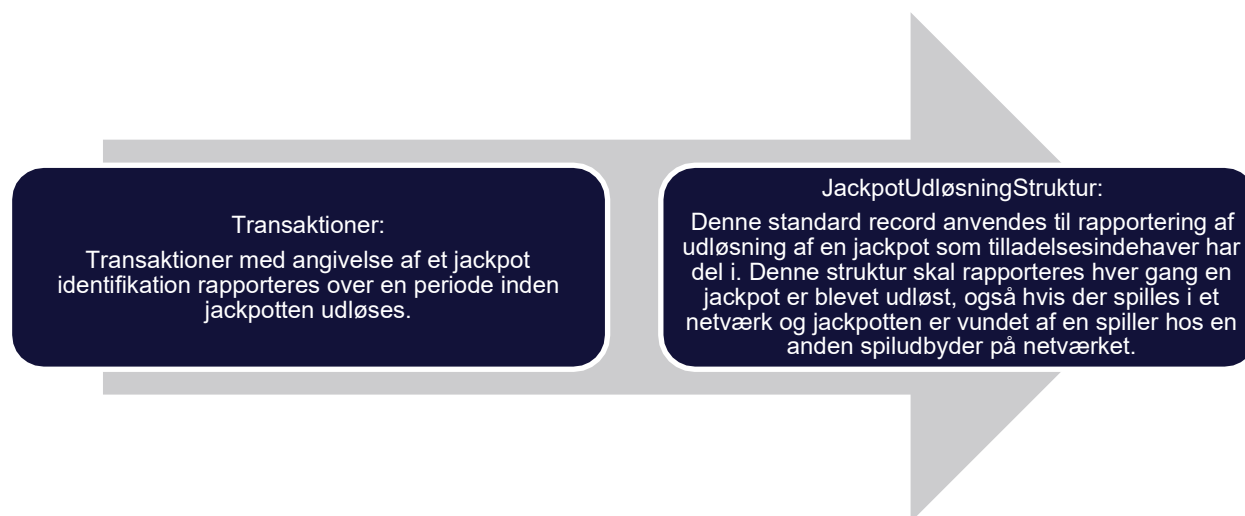 Transaktioner:
Transaktioner med angivelse af et jackpot
identifikation rapporteres over en periode inden
jackpotten udløses.
JackpotUdløsningStruktur:
Denne standard record anvendes til rapportering af
udløsning af en jackpot som tilladelsesindehaver har
del i. Denne struktur skal rapporteres hver gang en
jackpot er blevet udløst, også hvis der spilles i et
netværk og jackpotten er vundet af en spiller hos en
anden spiludbyder på netværket.